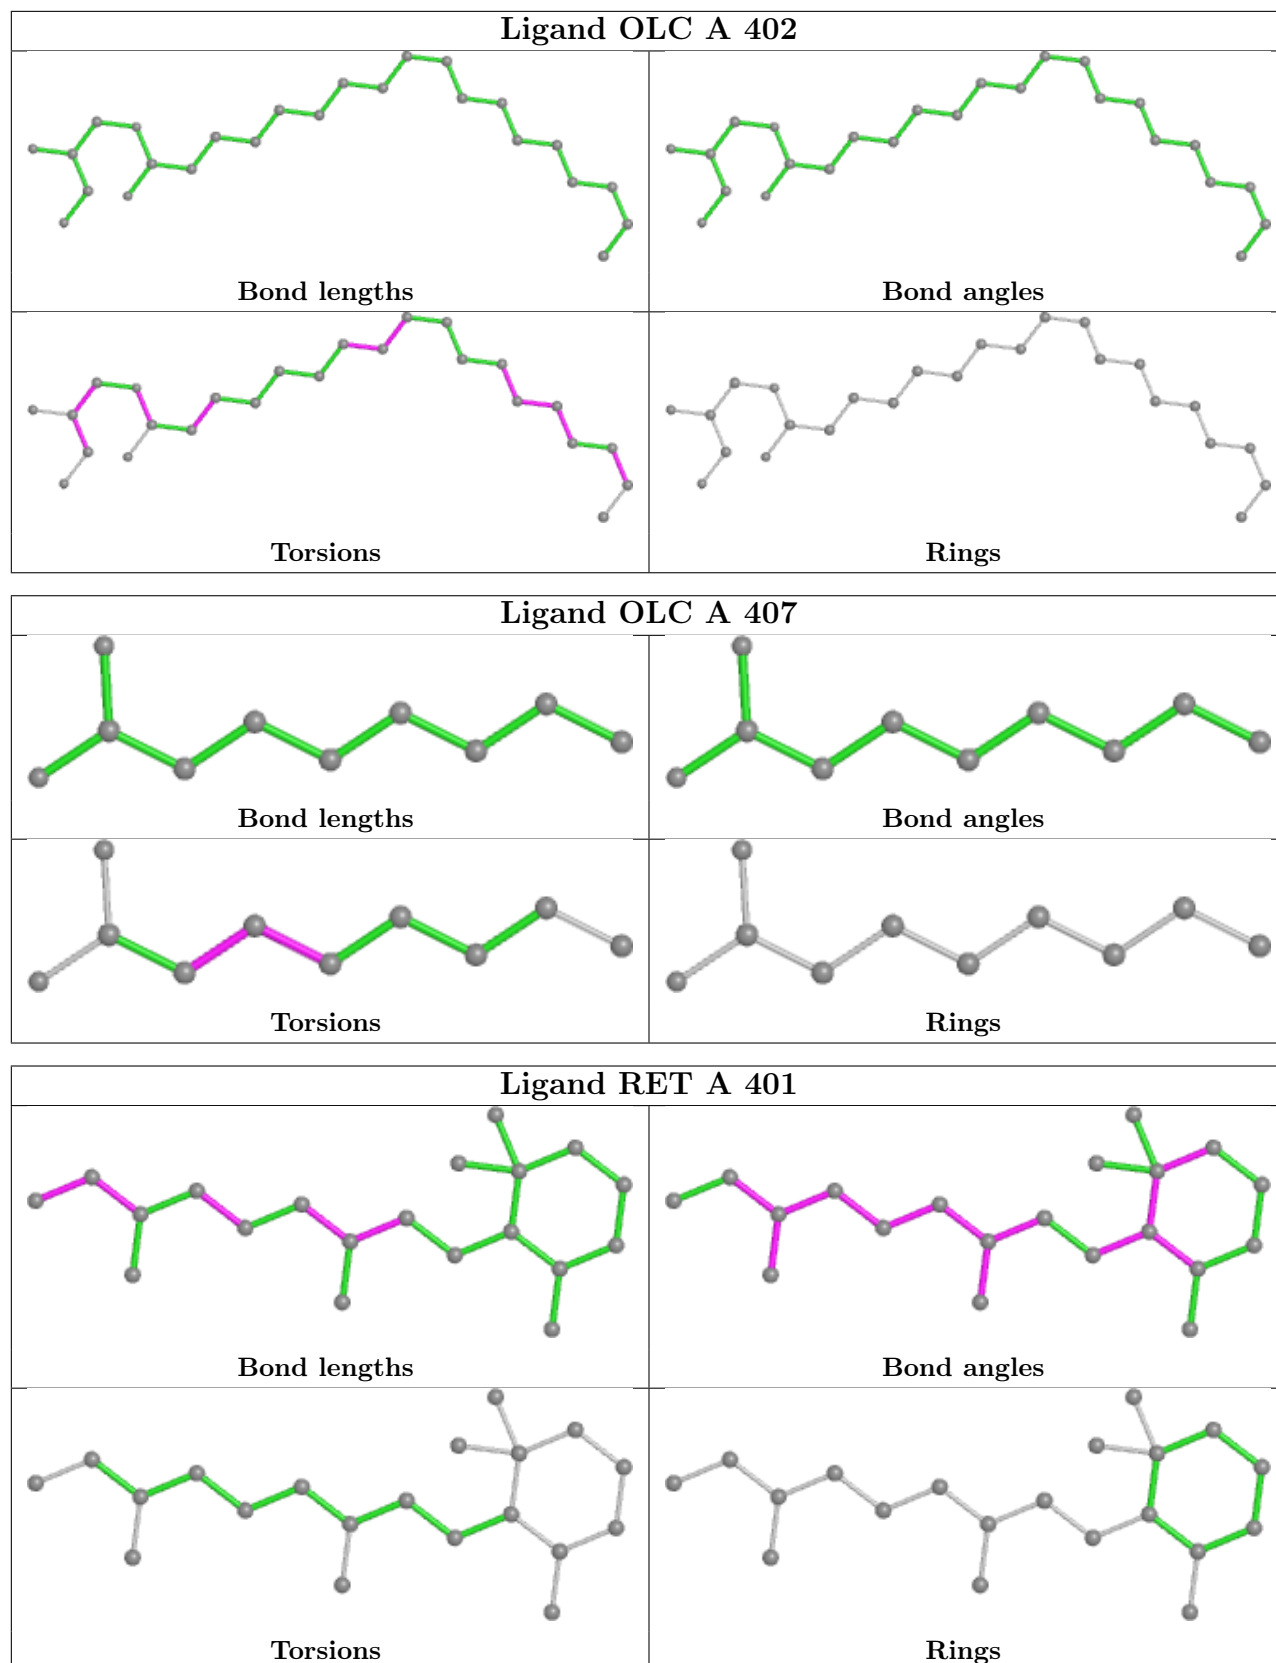 Ligand OLC A 402
Bond lengths
Bond angles
Torsions
Rings
Ligand OLC A 407
Bond lengths
Bond angles
Torsions
Rings
Ligand RET A 401
Bond lengths
Bond angles
Torsions
Rings